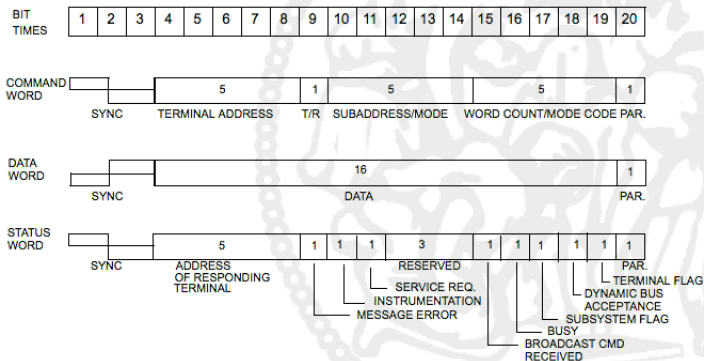 BIT TIMES 1 2 3 4 5 6 7 8 9 10 11 12 13 14 15 16 17 18 19 20
COMMAND WORD
5 1 5 5 1
SYNC TERMINAL ADDRESS T/R SUBADDRESS/MODE WORD COUNT/MODE CODE PAR.
DATA WORD
16 1
SYNC DATA PAR.
STATUS WORD
5 1 1 1 3 1 1 1 1 1 1
SYNC ADDRESS OF RESPONDING TERMINAL RESERVED PAR.
TERMINAL FLAG
SERVICE REQ.
DYNAMIC BUS ACCEPTANCE
INSTRUMENTATION
SUBSYSTEM FLAG
MESSAGE ERROR
BUSY
BROADCAST CMD RECEIVED